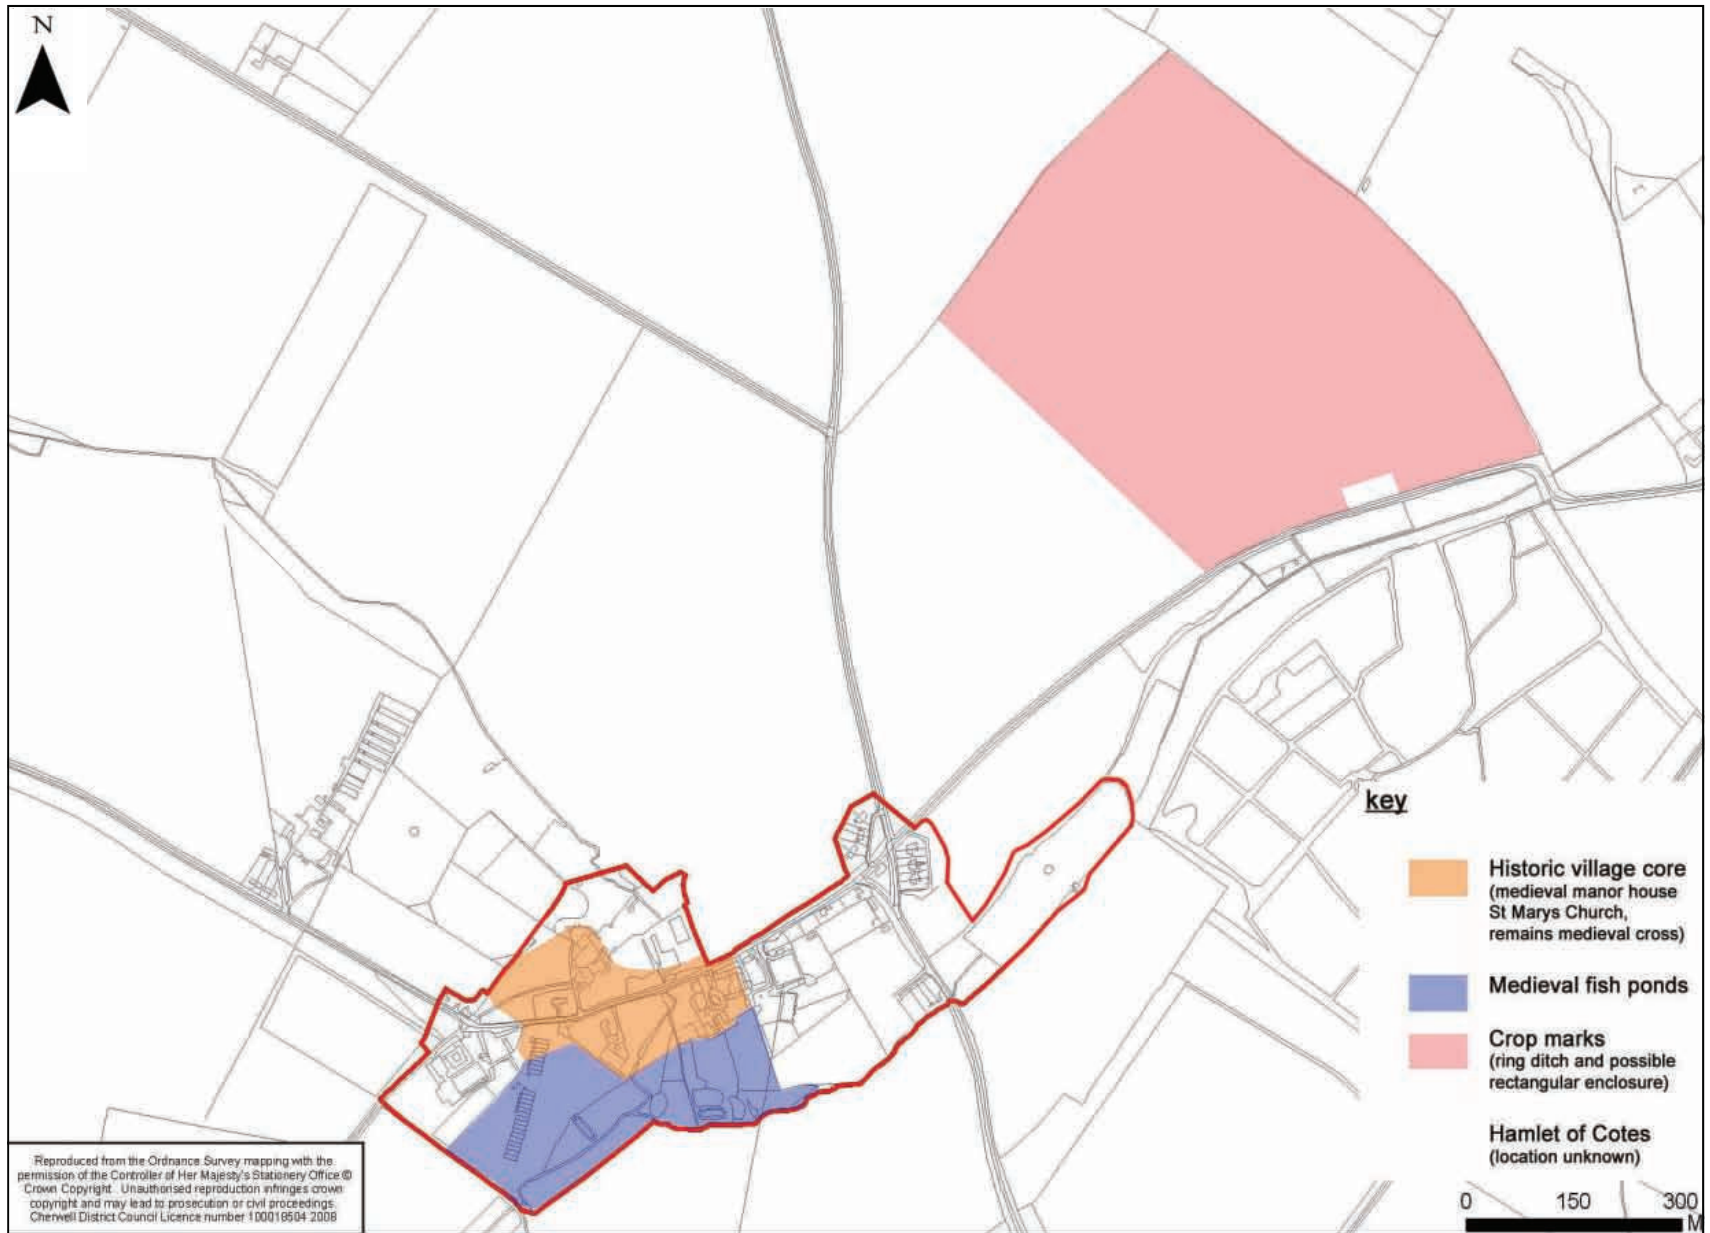 N
key
Historic village core
(medieval manor house
St Marys Church,
remains medieval cross)
Medieval fish ponds
Crop marks
(ring ditch and possible
rectangular enclosure)
Hamlet of Cotes
(location unknown)
0 150 300
M
Reproduced from the Ordnance Survey mapping with the
permission of the Controller of Her Majesty's Stationery Office ©
Crown Copyright. Unauthorised reproduction infringes crown
copyright and may lead to prosecution or civil proceedings.
Cherwell District Council Licence number 100018504 2008